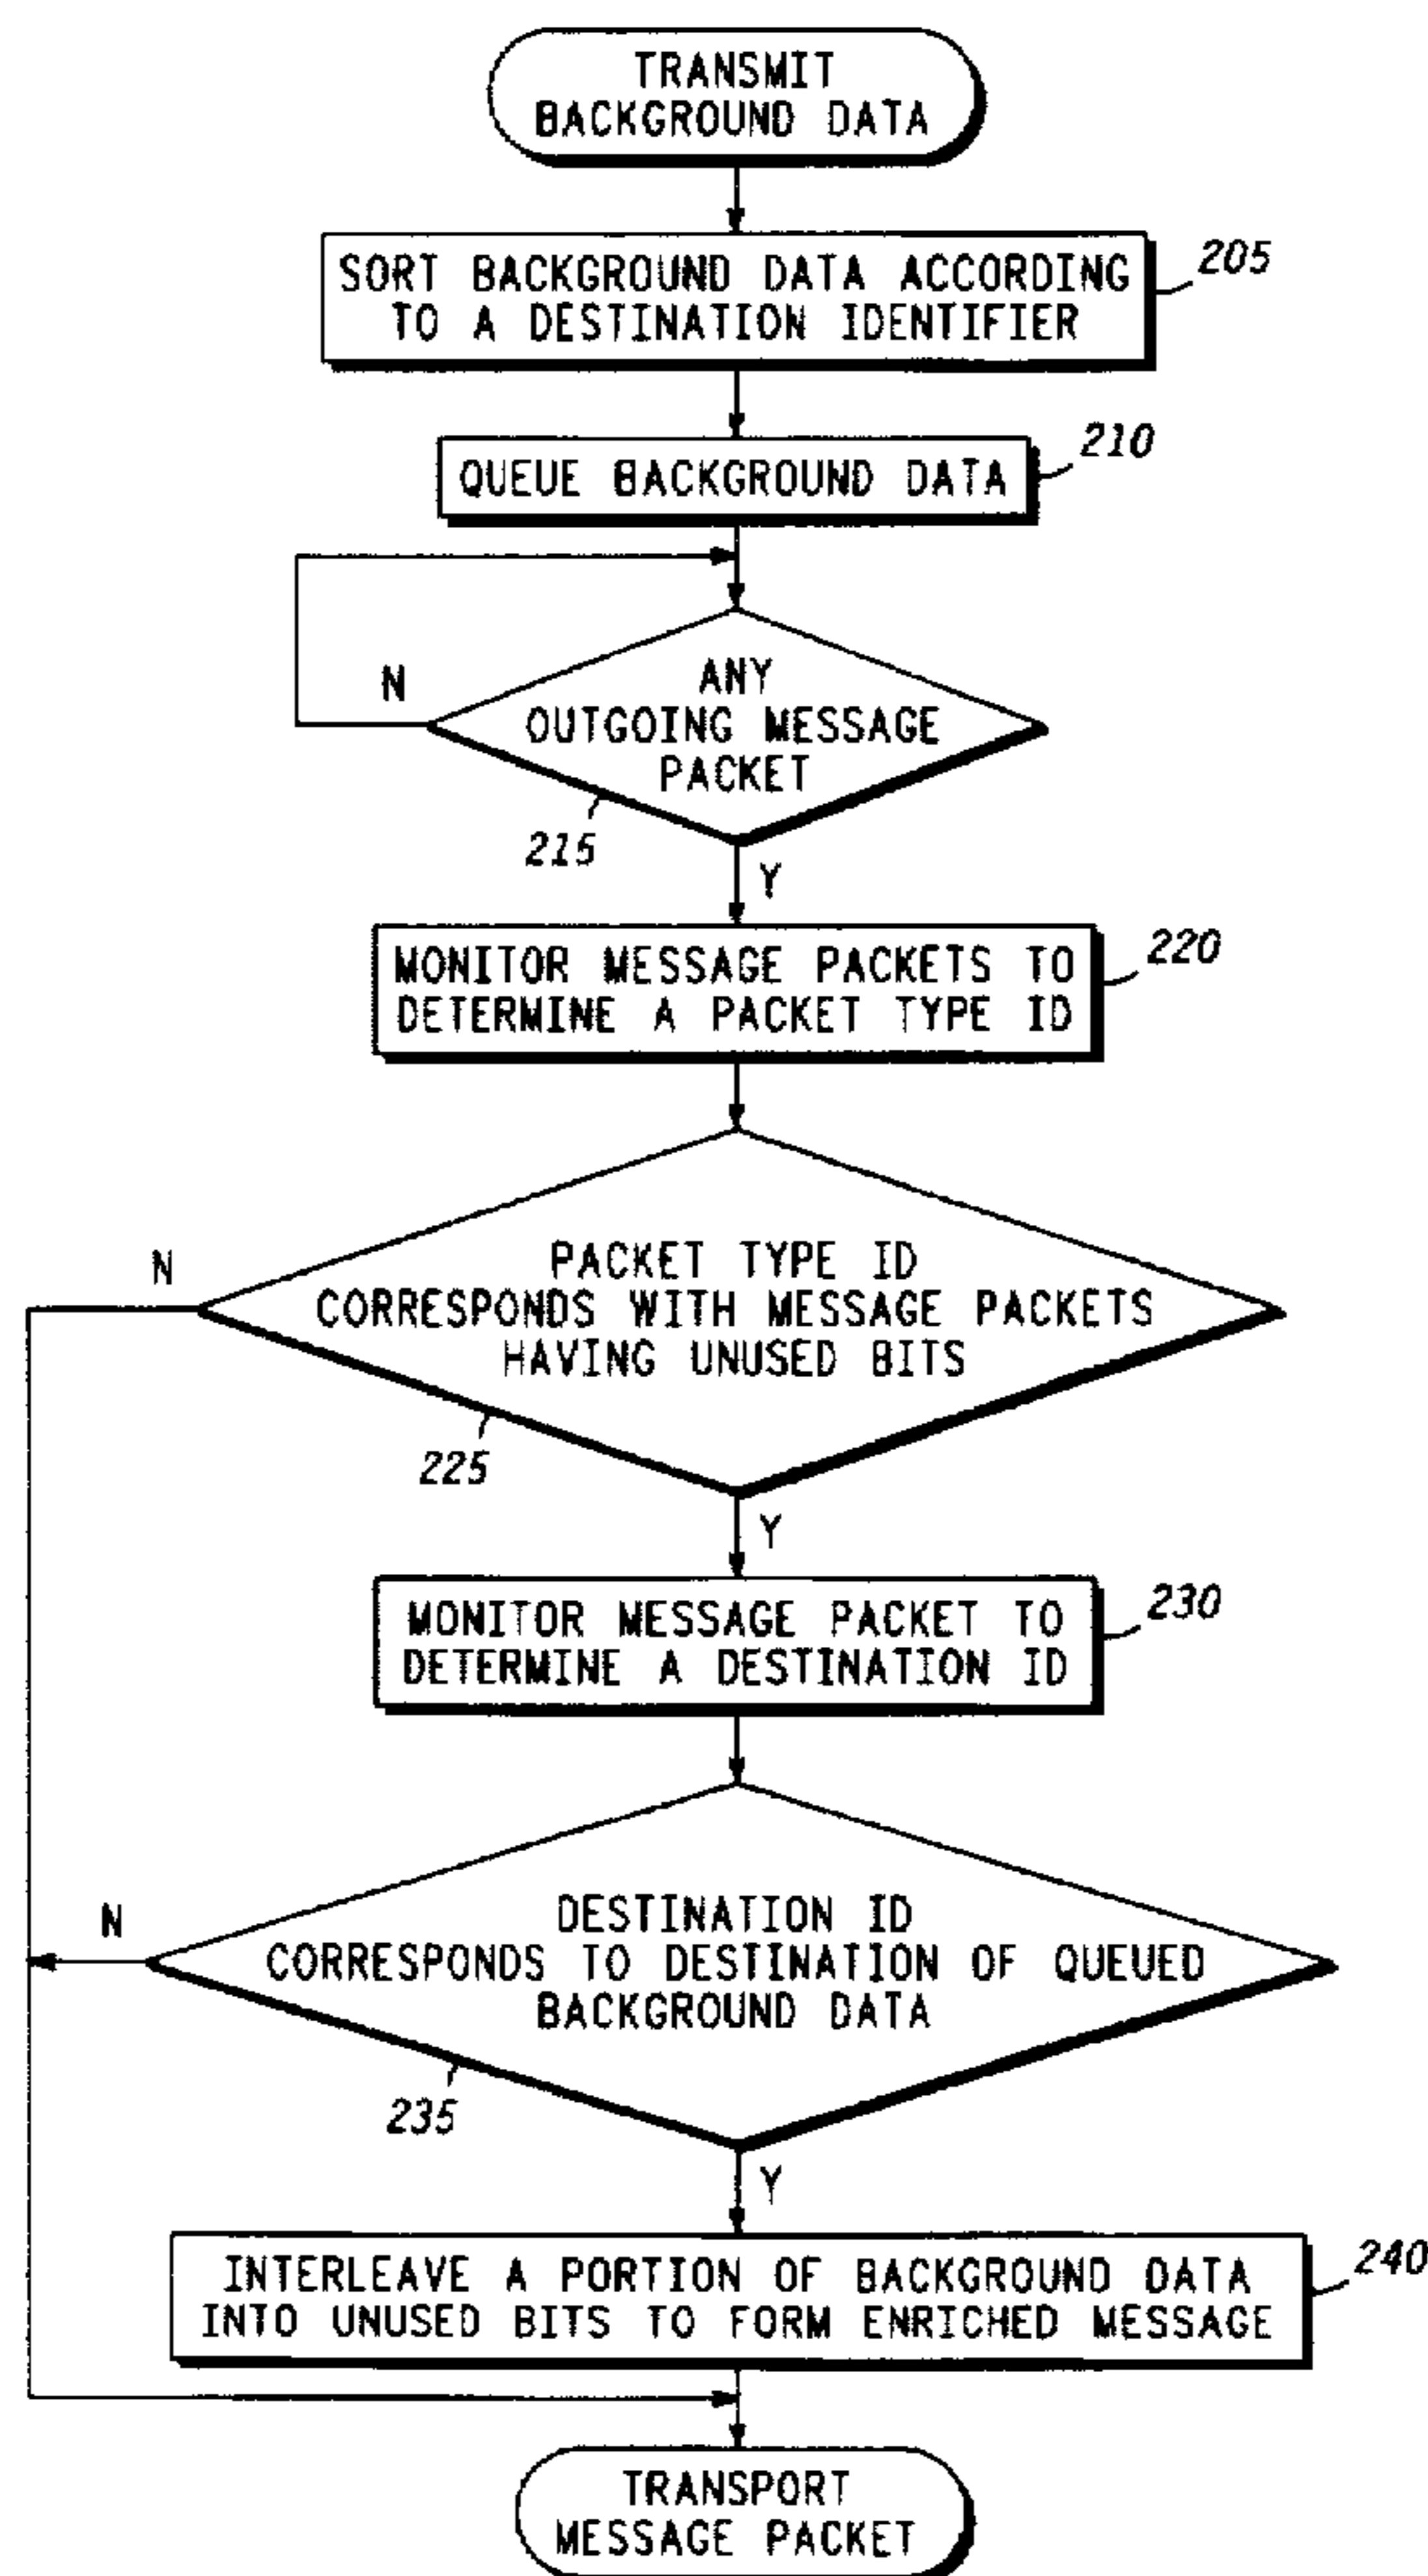 TRANSMIT
BACKGROUND DATA
SORT BACKGROUND DATA ACCORDING
TO A DESTINATION IDENTIFIER
205
QUEUE BACKGROUND DATA
210
ANY
OUTGOING MESSAGE
PACKET
N
215
Y
MONITOR MESSAGE PACKETS TO
DETERMINE A PACKET TYPE ID
220
PACKET TYPE ID
CORRESPONDS WITH MESSAGE PACKETS
HAVING UNUSED BITS
N
225
Y
MONITOR MESSAGE PACKET TO
DETERMINE A DESTINATION ID
230
DESTINATION ID
CORRESPONDS TO DESTINATION OF QUEUED
BACKGROUND DATA
N
235
Y
INTERLEAVE A PORTION OF BACKGROUND DATA
INTO UNUSED BITS TO FORM ENRICHED MESSAGE
240
TRANSPORT
MESSAGE PACKET